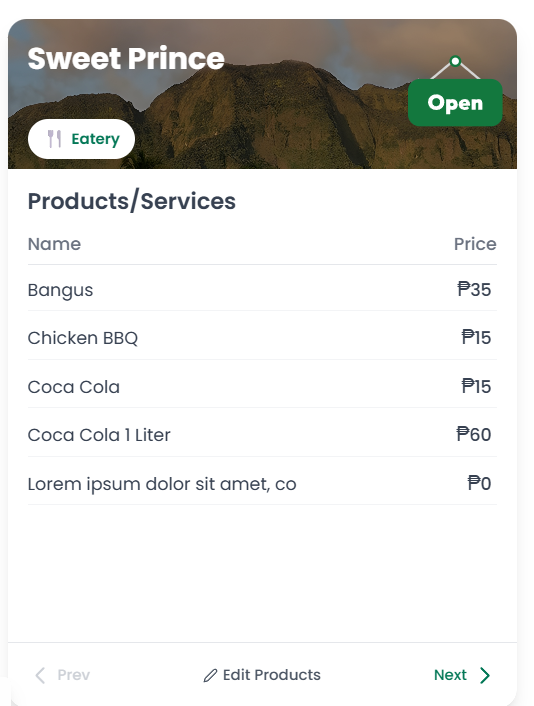 Sweet Prince
Open
Eatery
Products/Services
Name Price
Bangus ₱35
Chicken BBQ ₱15
Coca Cola ₱15
Coca Cola 1 Liter ₱60
Lorem ipsum dolor sit amet, co ₱0
Prev Edit Products Next